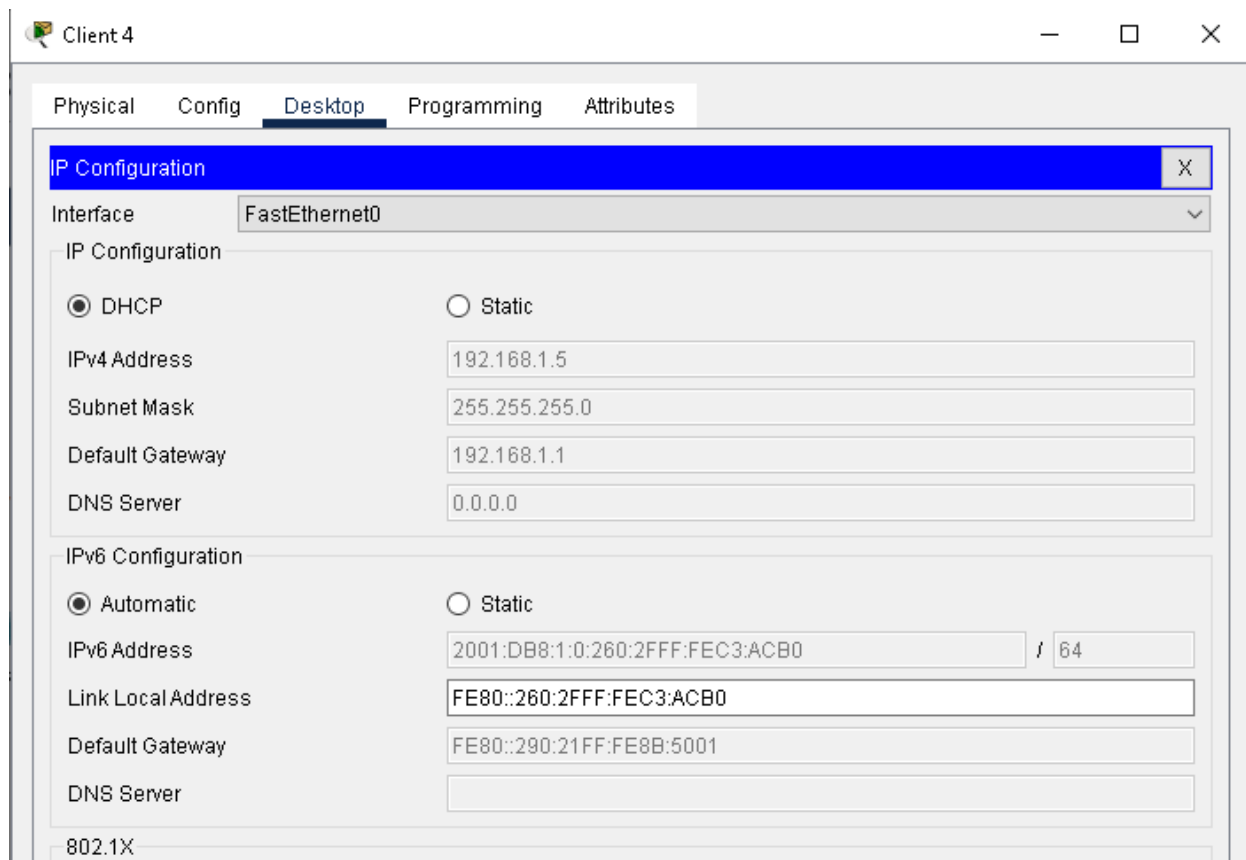 Client 4
Physical Config Desktop Programming Attributes
IP Configuration X
Interface FastEthernet0
IP Configuration
DHCP Static
IPv4 Address 192.168.1.5
Subnet Mask 255.255.255.0
Default Gateway 192.168.1.1
DNS Server 0.0.0.0
IPv6 Configuration
Automatic Static
IPv6 Address 2001:DB8:1:0:260:2FFF:FEC3:ACB0 / 64
Link Local Address FE80::260:2FFF:FEC3:ACB0
Default Gateway FE80::290:21FF:FE8B:5001
DNS Server
802.1X